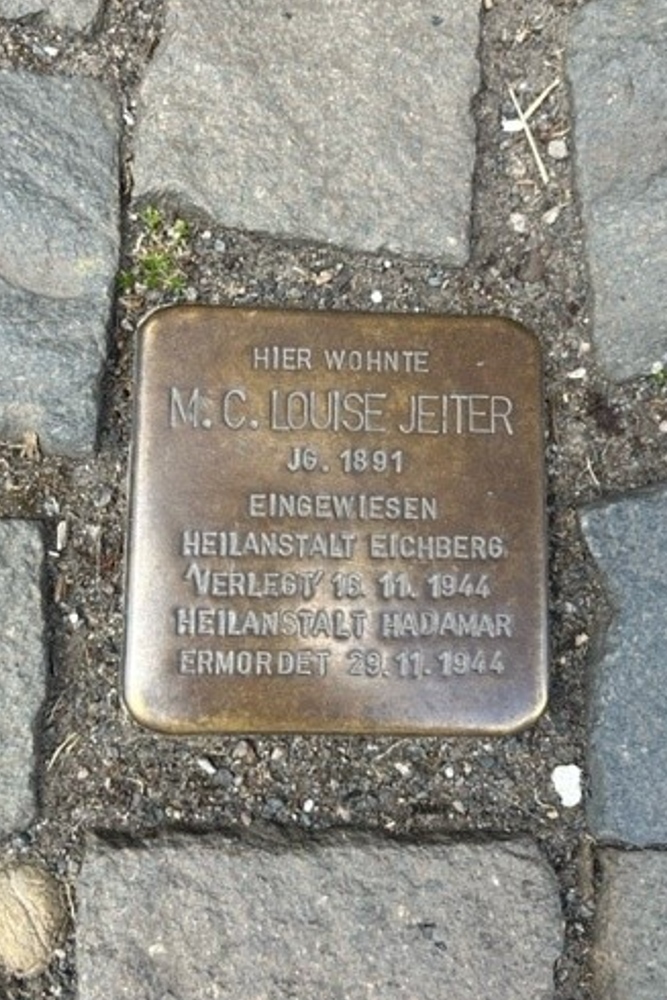 HIER WOHNTE
M. C. LOUISE JEITER
JG. 1891
EINGEWIESEN
HEILANSTALT EICHBERG
'VERLEGT' 16. 11. 1944
HEILANSTALT HADAMAR
ERMORDET 29. 11. 1944